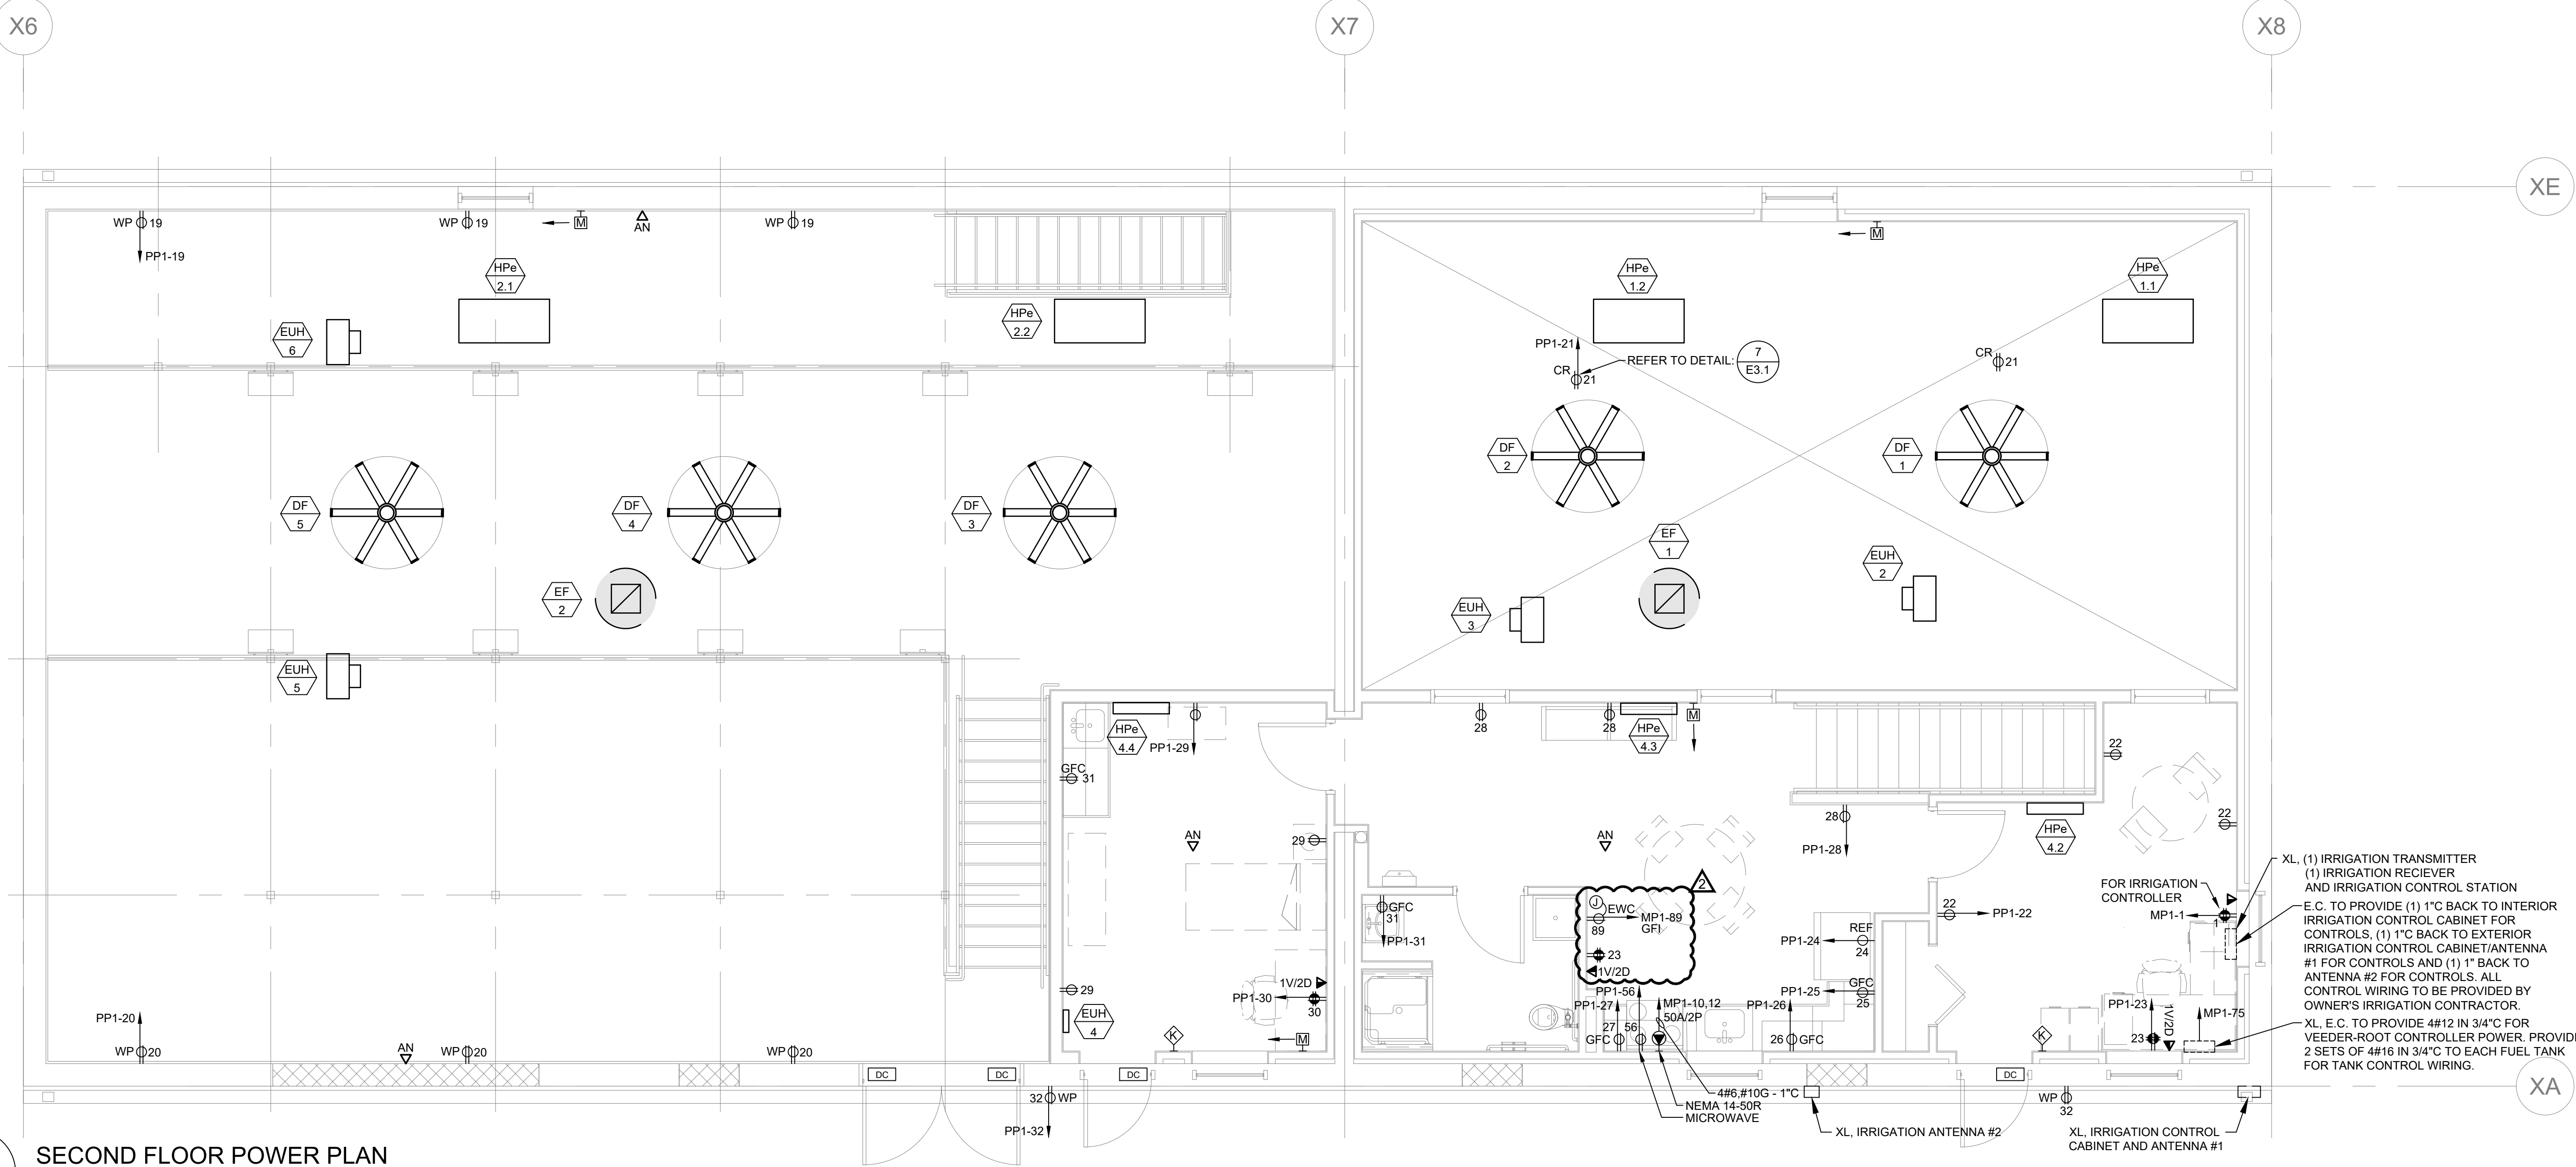 X6
X7
X8
XE
WP 19
WP 19
M
AN
WP 19
M
PP1-19
HPe
2.1
HPe
2.2
HPe
1.2
HPe
1.1
EUH
6
PP1-21
REFER TO DETAIL:
7
E3.1
CR
21
CR
21
DF
2
DF
1
DF
5
DF
4
DF
3
EF
1
EUH
2
EF
2
EUH
3
EUH
5
HPe
4.4
PP1-29
28
28
HPe
4.3
M
22
GFC
31
AN
29
AN
28
PP1-28
HPe
4.2
22
XL, (1) IRRIGATION TRANSMITTER
(1) IRRIGATION RECIEVER
AND IRRIGATION CONTROL STATION
FOR IRRIGATION
CONTROLLER
MP1-1
1
2
J
EWC
MP1-89
GFI
89
23
1V/2D
GFC
31
PP1-31
22
PP1-22
REF
PP1-24
24
GFC
PP1-25
25
E.C. TO PROVIDE (1) 1"C BACK TO INTERIOR
IRRIGATION CONTROL CABINET FOR
CONTROLS, (1) 1"C BACK TO EXTERIOR
IRRIGATION CONTROL CABINET/ANTENNA
#1 FOR CONTROLS AND (1) 1" BACK TO
ANTENNA #2 FOR CONTROLS. ALL
CONTROL WIRING TO BE PROVIDED BY
OWNER'S IRRIGATION CONTRACTOR.
29
1V/2D
PP1-30
30
EUH
4
K
M
PP1-56
PP1-27
MP1-10,12
50A/2P
PP1-26
27
56
GFC
26
GFC
PP1-23
1V/2D
MP1-75
23
K
XL, E.C. TO PROVIDE 4#12 IN 3/4"C FOR
VEEDER-ROOT CONTROLLER POWER. PROVIDE
2 SETS OF 4#16 IN 3/4"C TO EACH FUEL TANK
FOR TANK CONTROL WIRING.
PP1-20
WP 20
AN
WP 20
WP 20
DC
DC
DC
DC
XA
32 WP
PP1-32
4#6,#10G - 1"C
NEMA 14-50R
MICROWAVE
WP
32
XL, IRRIGATION ANTENNA #2
XL, IRRIGATION CONTROL
CABINET AND ANTENNA #1
SECOND FLOOR POWER PLAN